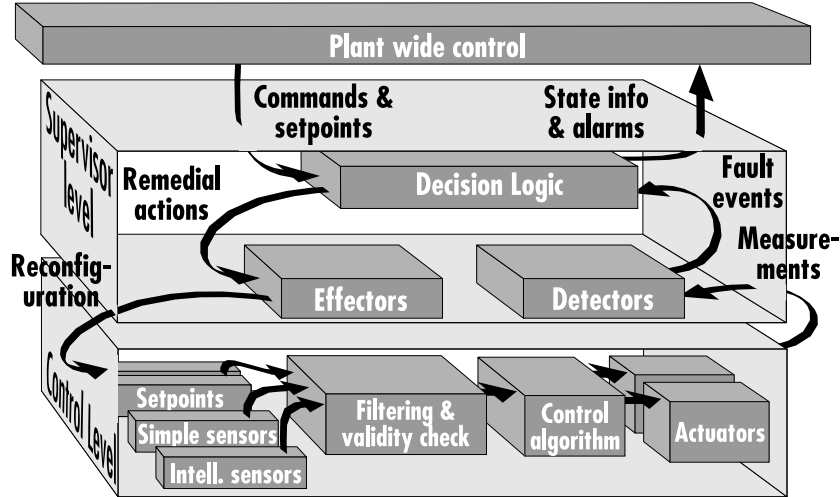 Plant wide control
Commands &
setpoints
State info
& alarms
Supervisor
level
Remedial
actions
Decision Logic
Fault
events
Measure-
ments
Reconfig-
uration
Effectors
Detectors
Control Level
Setpoints
Simple sensors
Intell. sensors
Filtering &
validity check
Control
algorithm
Actuators